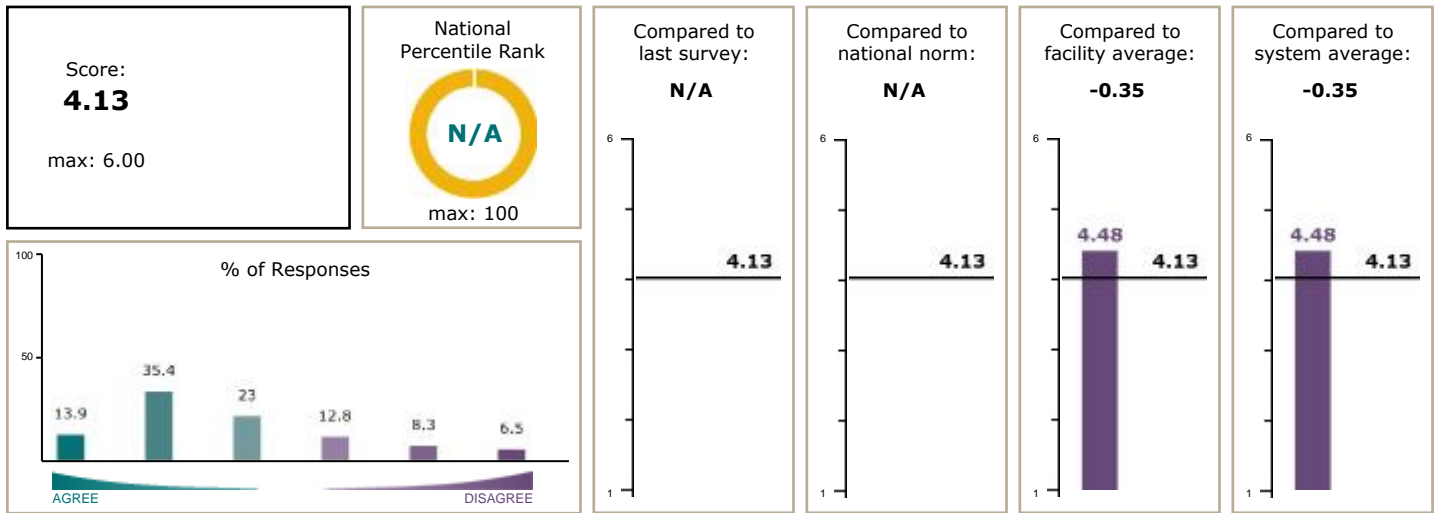 Score:
4.13
max: 6.00
National
Percentile Rank
N/A
max: 100
% of Responses
100
50
13.9
35.4
23
12.8
8.3
6.5
AGREE
DISAGREE
Compared to
last survey:
N/A
6
4.13
1
Compared to
national norm:
N/A
6
4.13
1
Compared to
facility average:
-0.35
6
4.48
4.13
1
Compared to
system average:
-0.35
6
4.48
4.13
1